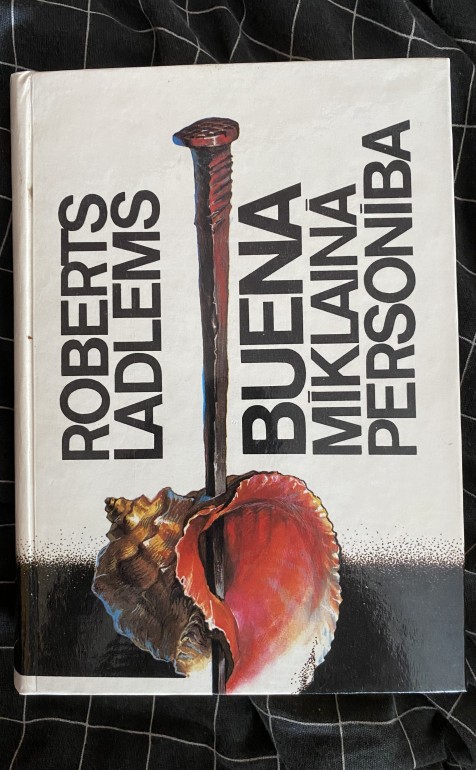 ROBERTS
LADLEMS
BUENA
MĪKLAINĀ
PERSONĪBA